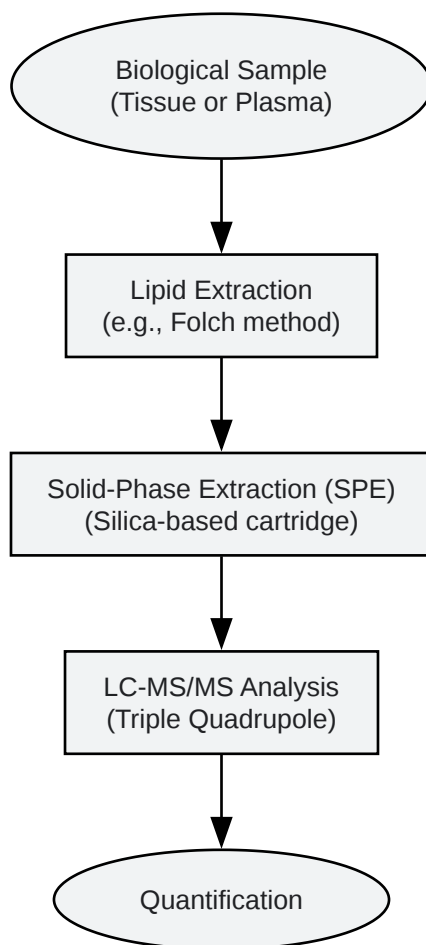 Biological Sample
(Tissue or Plasma)
Lipid Extraction
(e.g., Folch method)
Solid-Phase Extraction (SPE)
(Silica-based cartridge)
LC-MS/MS Analysis
(Triple Quadrupole)
Quantification